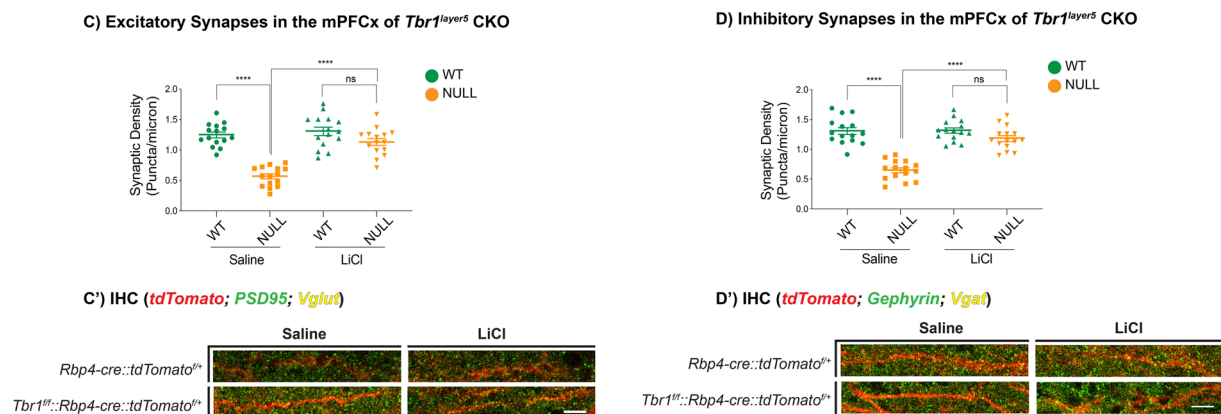 C) Excitatory Synapses in the mPFCx of Tbr1layer5 CKO
****
****
ns
WT
NULL
Synaptic Density
(Puncta/micron)
2.0
1.5
1.0
0.5
0.0
WT
NULL
WT
NULL
Saline
LiCl
C') IHC (tdTomato; PSD95; Vglut)
Saline
LiCl
Rbp4-cre::tdTomatof/+
Tbr1f/f::Rbp4-cre::tdTomatof/+
D) Inhibitory Synapses in the mPFCx of Tbr1layer5 CKO
****
****
ns
WT
NULL
Synaptic Density
(Puncta/micron)
2.0
1.5
1.0
0.5
0.0
WT
NULL
WT
NULL
Saline
LiCl
D') IHC (tdTomato; Gephyrin; Vgat)
Saline
LiCl
Rbp4-cre::tdTomatof/+
Tbr1f/f::Rbp4-cre::tdTomatof/+